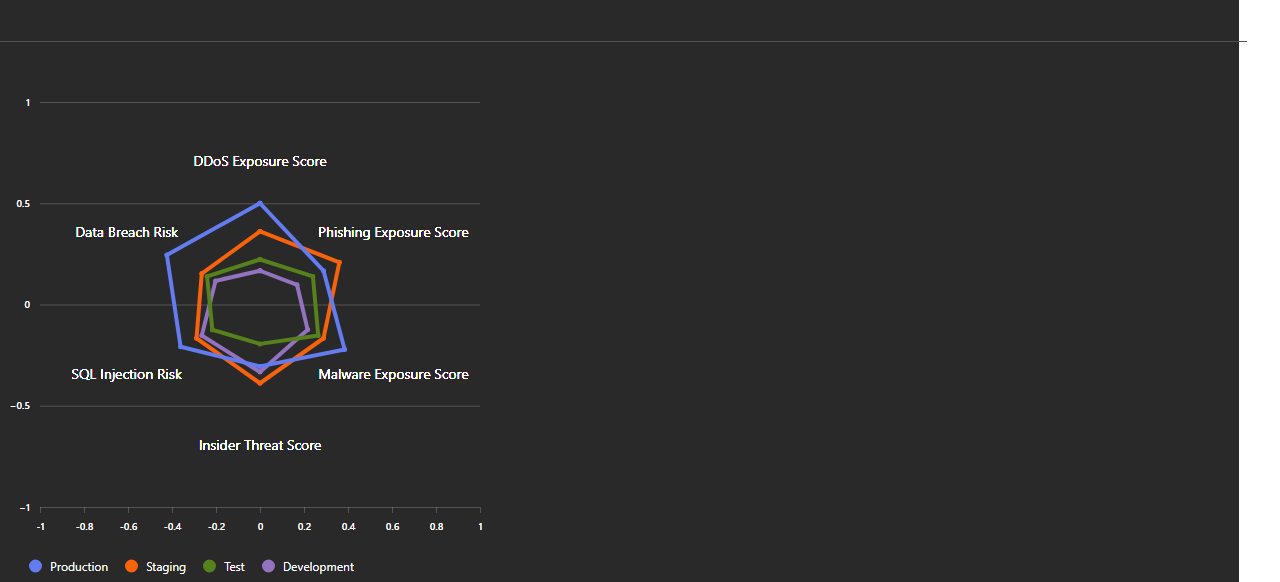 1
DDoS Exposure Score
0.5
Data Breach Risk
Phishing Exposure Score
0
SQL Injection Risk
Malware Exposure Score
−0.5
Insider Threat Score
−1
-1 -0.8 -0.6 -0.4 -0.2 0 0.2 0.4 0.6 0.8 1
Production Staging Test Development